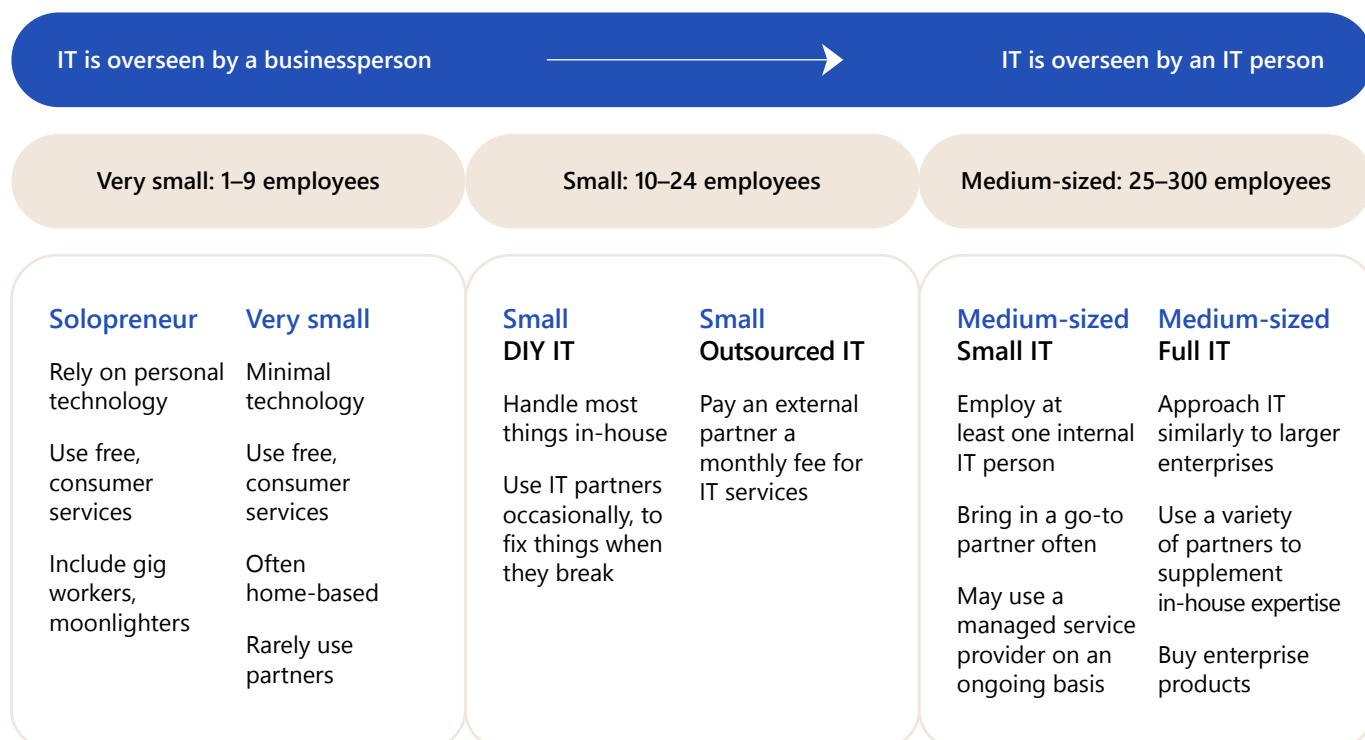 IT is overseen by a businessperson
IT is overseen by an IT person
Very small: 1–9 employees
Small: 10–24 employees
Medium-sized: 25–300 employees
Solopreneur
Rely on personal
technology
Use free,
consumer
services
Include gig
workers,
moonlighters
Very small
Minimal
technology
Use free,
consumer
services
Often
home-based
Rarely use
partners
Small
DIY IT
Handle most
things in-house
Use IT partners
occasionally, to
fix things when
they break
Small
Outsourced IT
Pay an external
partner a
monthly fee for
IT services
Medium-sized
Small IT
Employ at
least one internal
IT person
Bring in a go-to
partner often
May use a
managed service
provider on an
ongoing basis
Medium-sized
Full IT
Approach IT
similarly to larger
enterprises
Use a variety
of partners to
supplement
in-house expertise
Buy enterprise
products